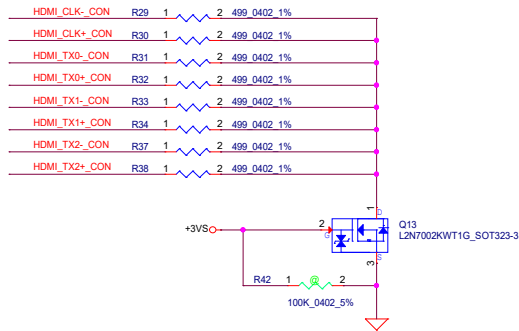 HDMI_CLK-_CON R29 1 2 499_0402_1%
HDMI_CLK+_CON R30 1 2 499_0402_1%
HDMI_TX0-_CON R31 1 2 499_0402_1%
HDMI_TX0+_CON R32 1 2 499_0402_1%
HDMI_TX1-_CON R33 1 2 499_0402_1%
HDMI_TX1+_CON R34 1 2 499_0402_1%
HDMI_TX2-_CON R37 1 2 499_0402_1%
HDMI_TX2+_CON R38 1 2 499_0402_1%
1 D
+3VS 2 G Q13
L2N7002KWT1G_SOT323-3
3 S
R42 1 @ 2
100K_0402_5%